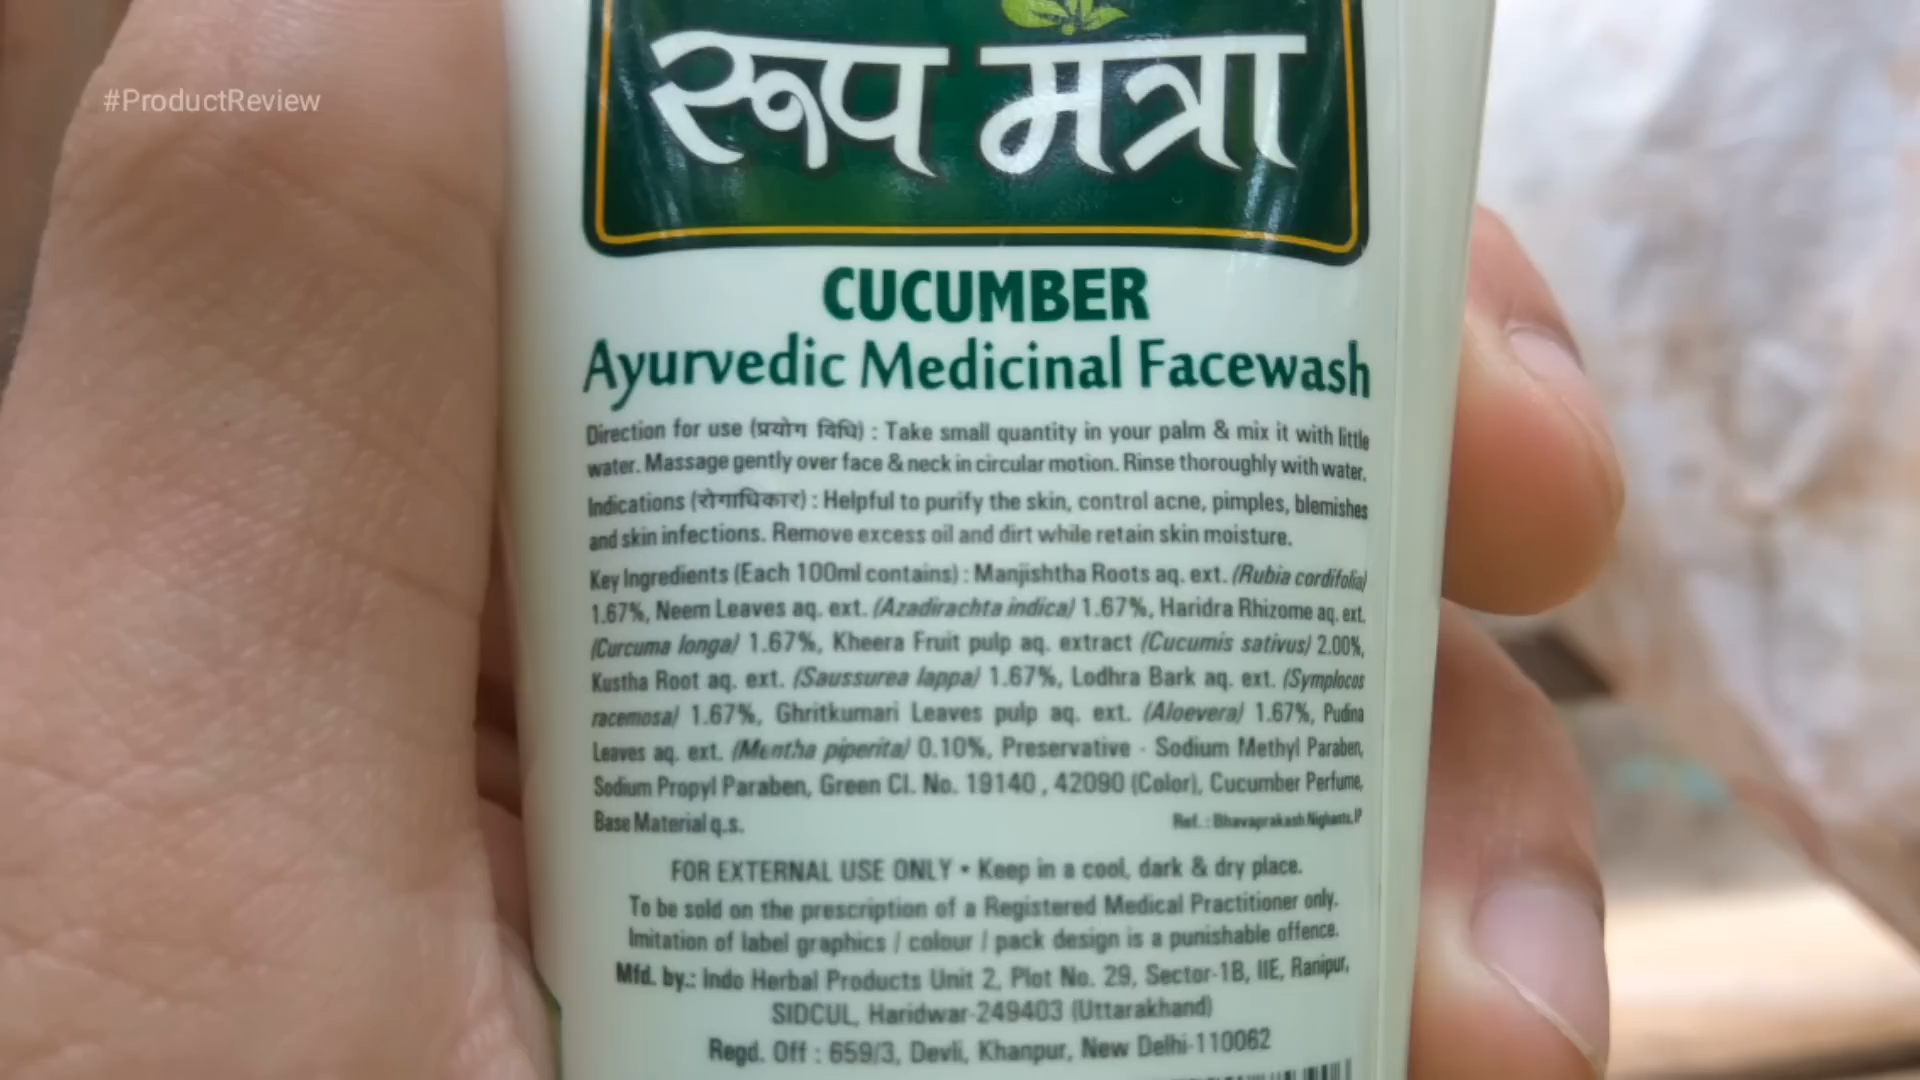 #ProductReview
रूप मंत्रा
CUCUMBER
Ayurvedic Medicinal Facewash
Direction for use (प्रयोग विधि) : Take small quantity in your palm & mix it with little
water. Massage gently over face & neck in circular motion. Rinse thoroughly with water.
Indications (रोगाधिकार) : Helpful to purify the skin, control acne, pimples, blemishes
and skin infections. Remove excess oil and dirt while retain skin moisture.
Key Ingredients (Each 100ml contains) : Manjishtha Roots aq. ext. (Rubia cordifolia)
1.67%, Neem Leaves aq. ext. (Azadirachta indica) 1.67%, Haridra Rhizome aq. ext.
(Curcuma longa) 1.67%, Kheera Fruit pulp aq. extract (Cucumis sativus) 2.00%,
Kustha Root aq. ext. (Saussurea lappa) 1.67%, Lodhra Bark aq. ext. (Symplocos
racemosa) 1.67%, Ghritkumari Leaves pulp aq. ext. (Aloevera) 1.67%, Pudina
Leaves aq. ext. (Mentha piperita) 0.10%, Preservative - Sodium Methyl Paraben,
Sodium Propyl Paraben, Green CI. No. 19140 , 42090 (Color), Cucumber Perfume,
Base Material q.s.
Ref. : Bhavaprakash Nighantu, P
FOR EXTERNAL USE ONLY • Keep in a cool, dark & dry place.
To be sold on the prescription of a Registered Medical Practitioner only.
Imitation of label graphics / colour / pack design is a punishable offence.
Mfd. by.: Indo Herbal Products Unit 2, Plot No. 29, Sector-1B, IIE, Ranipur,
SIDCUL, Haridwar-249403 (Uttarakhand)
Regd. Off : 659/3, Devli, Khanpur, New Delhi-110062